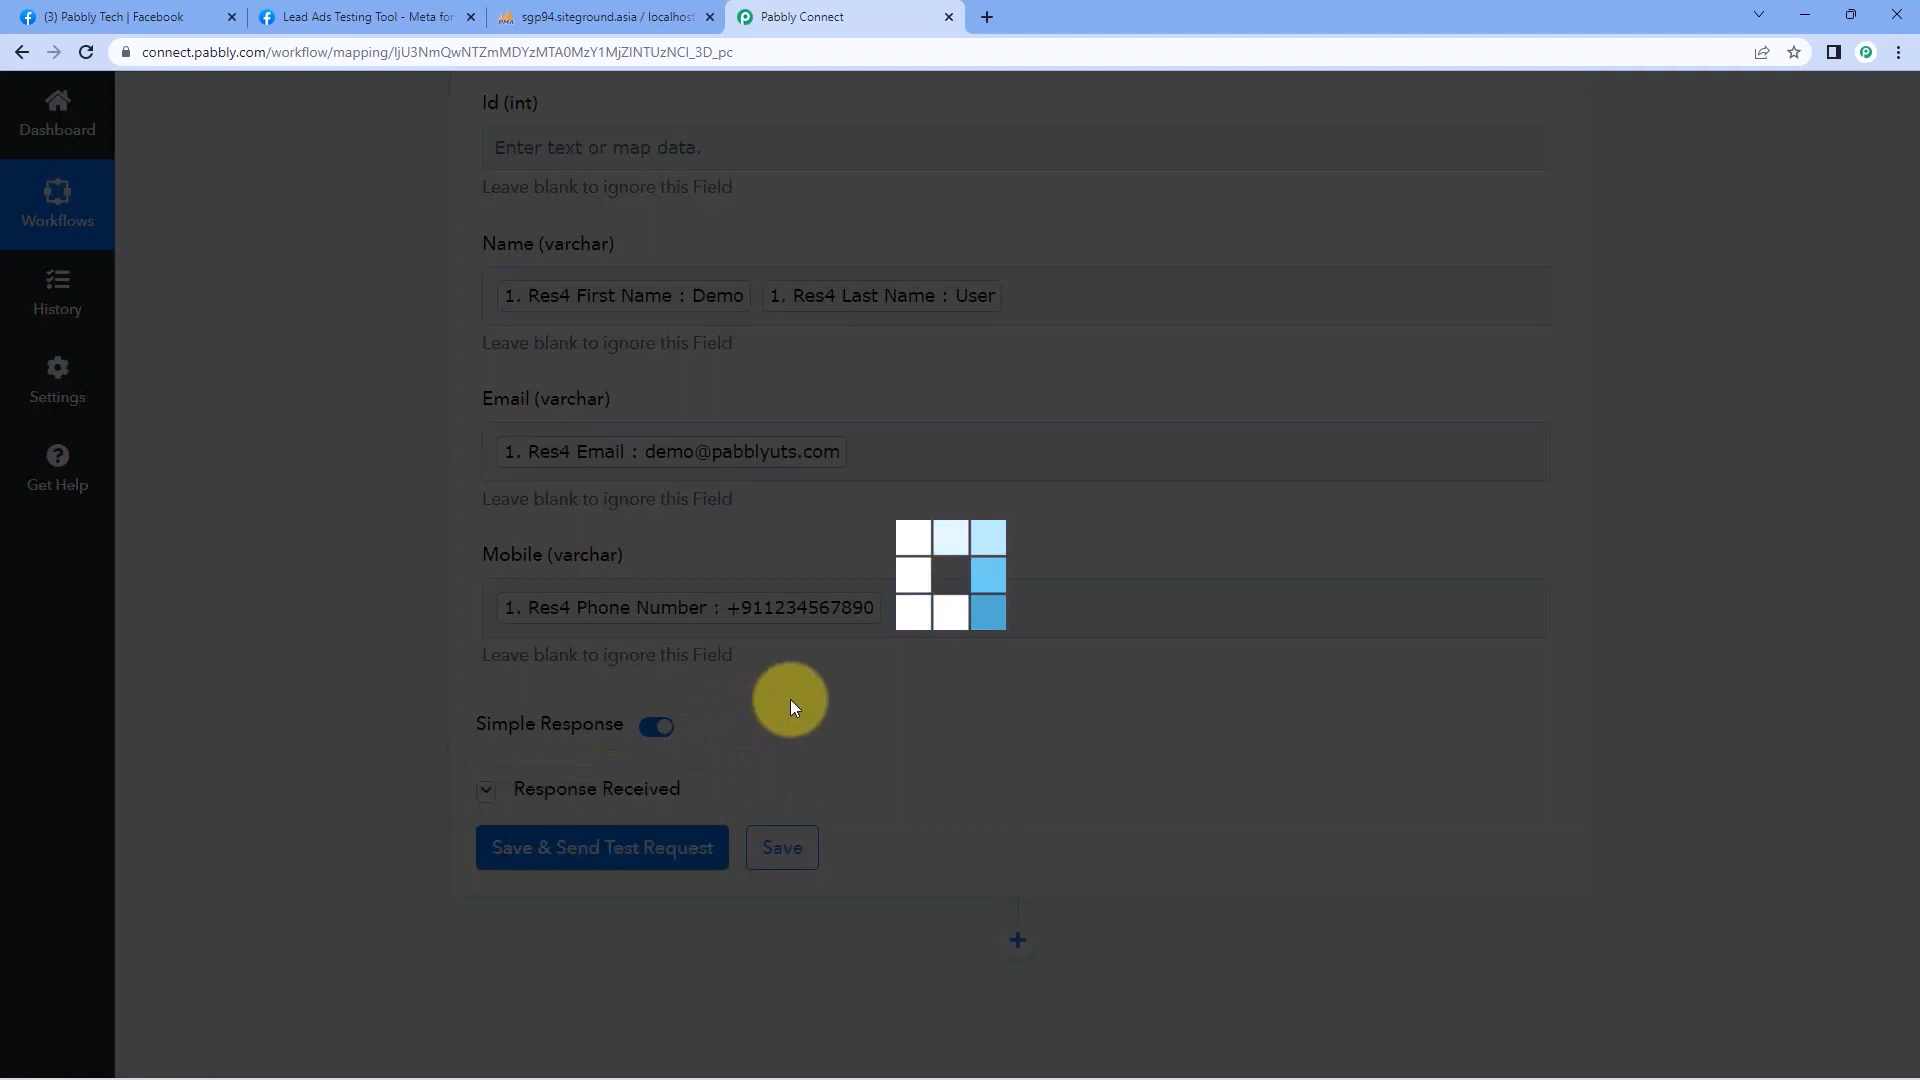 (3) Pabbly Tech | Facebook
Lead Ads Testing Tool - Meta for
sgp94.siteground.asia / localhost
Pabbly Connect
connect.pabbly.com/workflow/mapping/IjU3NmQwNTZmMDYzMTA0MzY1MjZlNTUzNCI_3D_pc
Dashboard
Workflows
History
Settings
Get Help
Id (int)
Enter text or map data.
Leave blank to ignore this Field
Name (varchar)
1. Res4 First Name : Demo 1. Res4 Last Name : User
Leave blank to ignore this Field
Email (varchar)
1. Res4 Email : demo@pabblyuts.com
Leave blank to ignore this Field
Mobile (varchar)
1. Res4 Phone Number : +911234567890
Leave blank to ignore this Field
Simple Response
Response Received
Save & Send Test Request
Save